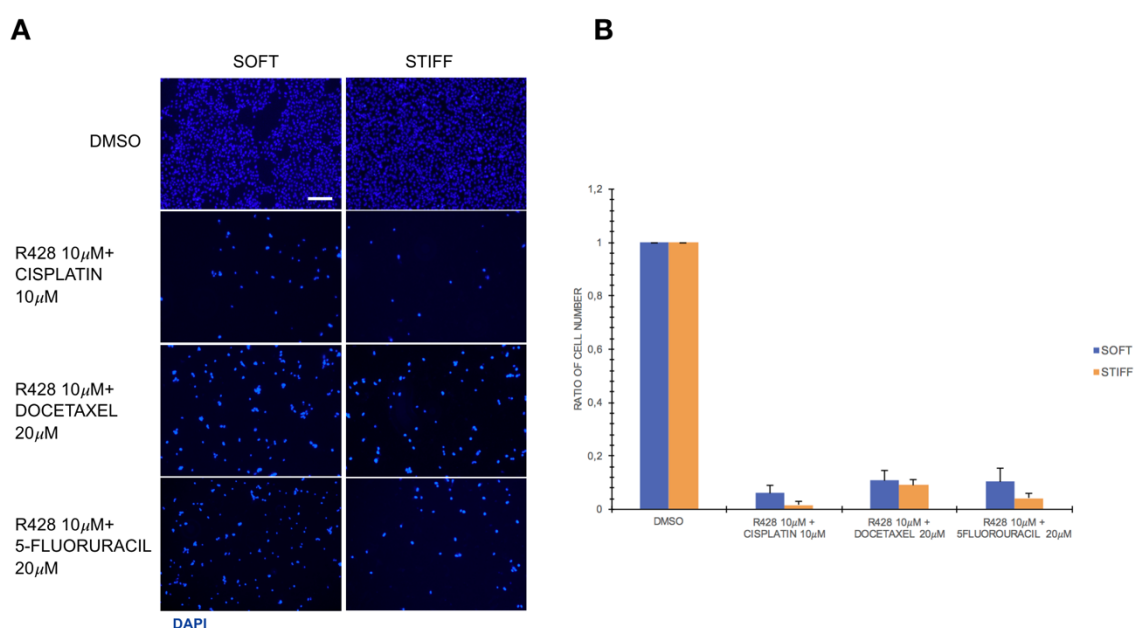 A
SOFT STIFF
DMSO
R428 10µM+
CISPLATIN
10µM
R428 10µM+
DOCETAXEL
20µM
R428 10µM+
5-FLUORURACIL
20µM
DAPI
B
RATIO OF CELL NUMBER
1,2
1
0,8
0,6
0,4
0,2
0
DMSO
R428 10µM +
CISPLATIN 10µM
R428 10µM +
DOCETAXEL 20µM
R428 10µM +
5FLUOROURACIL 20µM
SOFT
STIFF